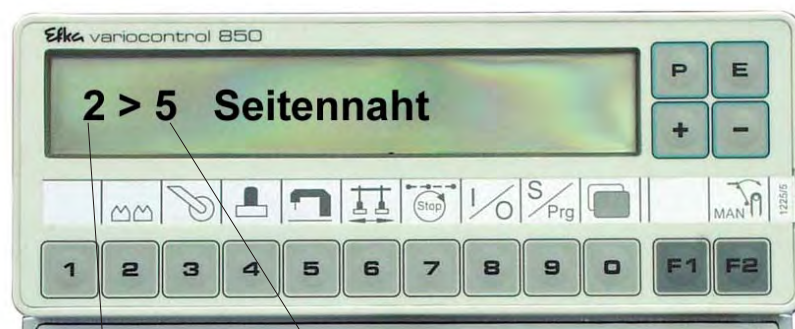 Efka variocontrol 850
2 > 5 Seitennaht
P E
+ -
Stop I/O S/Prg MAN 1225/5
1 2 3 4 5 6 7 8 9 0 F1 F2